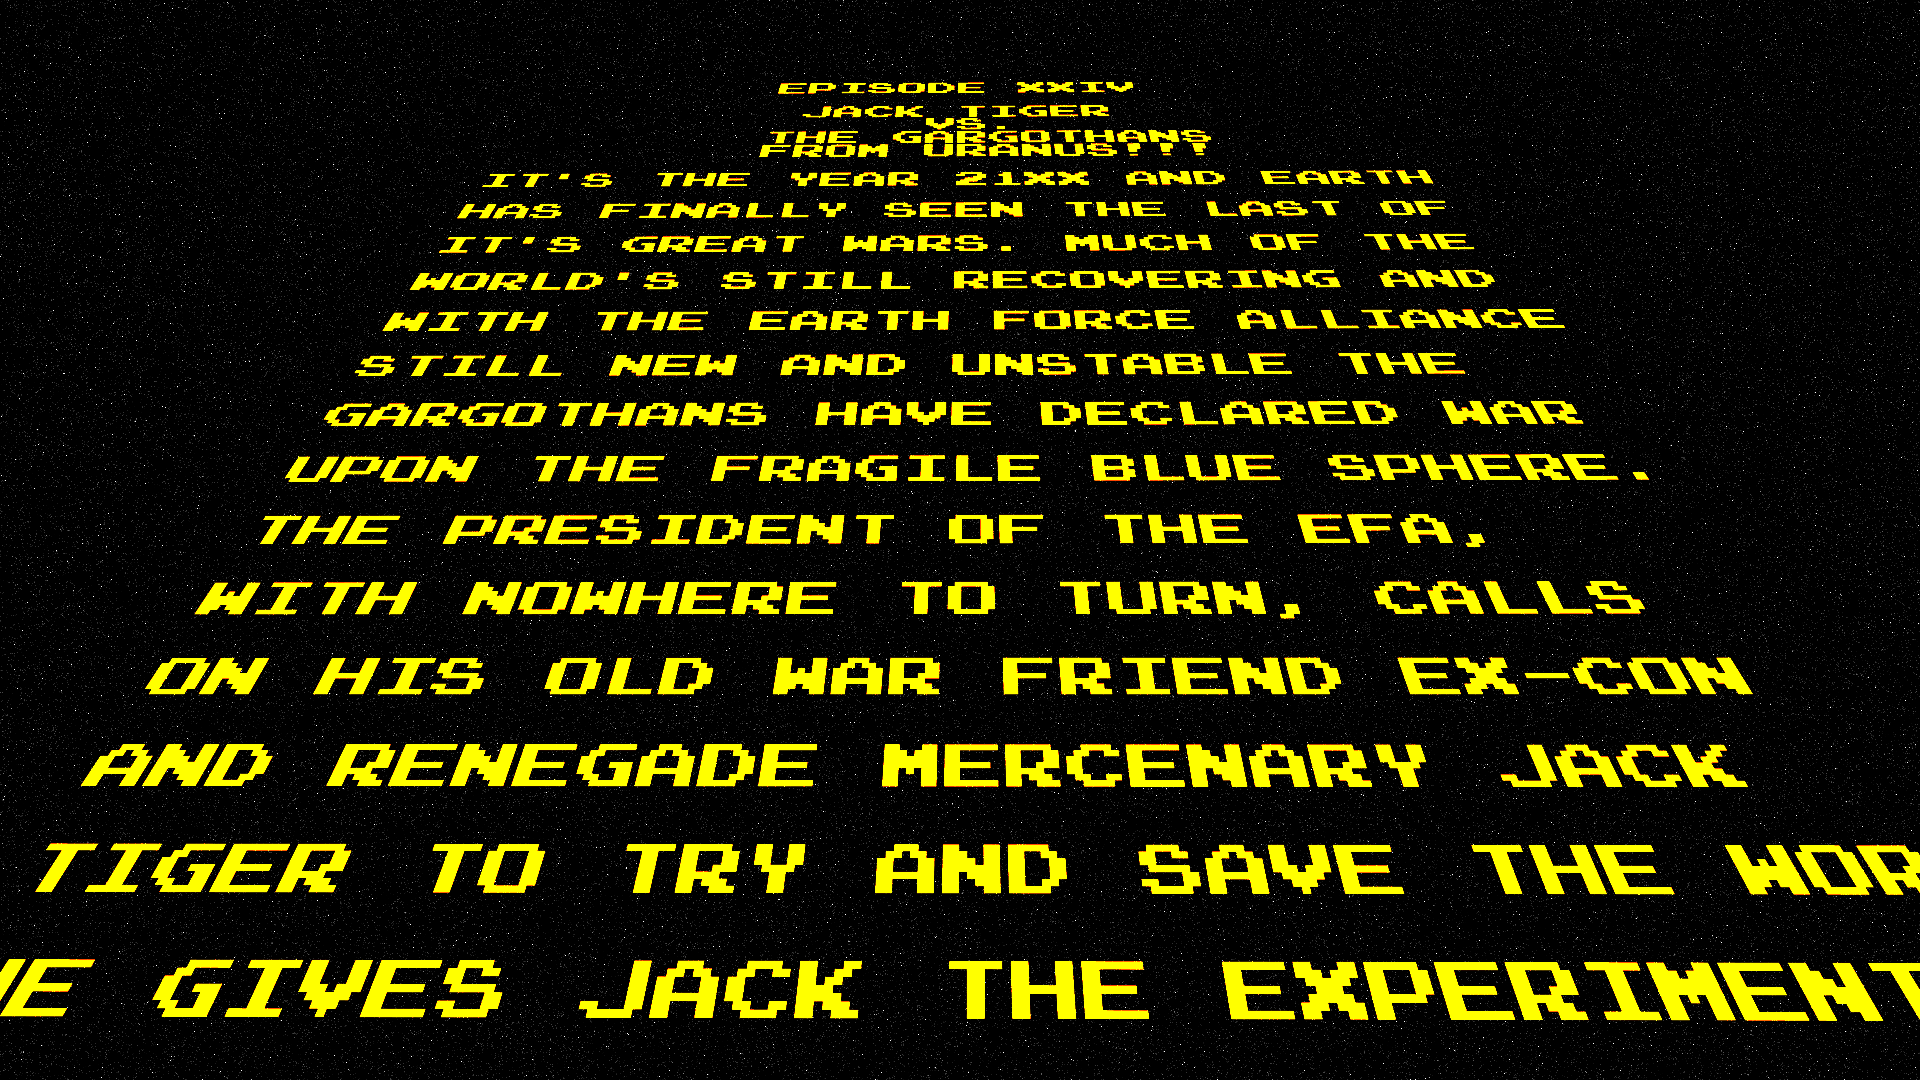 EPISODE XXIV
JACK TIGER
VS.
THE GARGOTHANS
FROM URANUS!!!
IT'S THE YEAR 21XX AND EARTH
HAS FINALLY SEEN THE LAST OF
IT'S GREAT WARS. MUCH OF THE
WORLD'S STILL RECOVERING AND
WITH THE EARTH FORCE ALLIANCE
STILL NEW AND UNSTABLE THE
GARGOTHANS HAVE DECLARED WAR
UPON THE FRAGILE BLUE SPHERE.
THE PRESIDENT OF THE EFA,
WITH NOWHERE TO TURN, CALLS
ON HIS OLD WAR FRIEND EX-CON
AND RENEGADE MERCENARY JACK
TIGER TO TRY AND SAVE THE WOR
E GIVES JACK THE EXPERIMENT